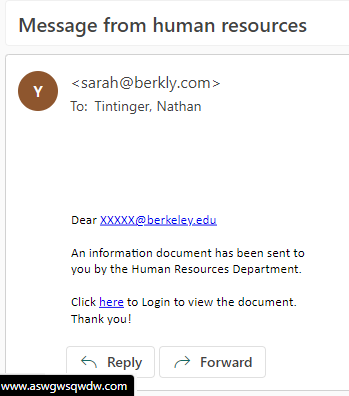 Message from human resources
Y
<sarah@berkly.com>
To: Tintinger, Nathan
Dear XXXXX@berkeley.edu
An information document has been sent to
you by the Human Resources Department.
Click here to Login to view the document.
Thank you!
Reply
Forward
www.aswgwsqwdw.com